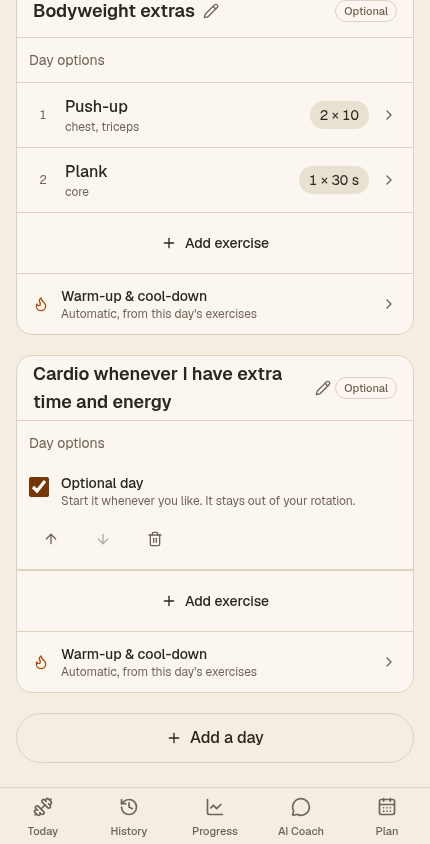 Bodyweight extras
Optional
Day options
1
Push-up
chest, triceps
2 × 10
2
Plank
core
1 × 30 s
+ Add exercise
Warm-up & cool-down
Automatic, from this day's exercises
Cardio whenever I have extra
time and energy
Optional
Day options
Optional day
Start it whenever you like. It stays out of your rotation.
+ Add exercise
Warm-up & cool-down
Automatic, from this day's exercises
+ Add a day
Today
History
Progress
AI Coach
Plan